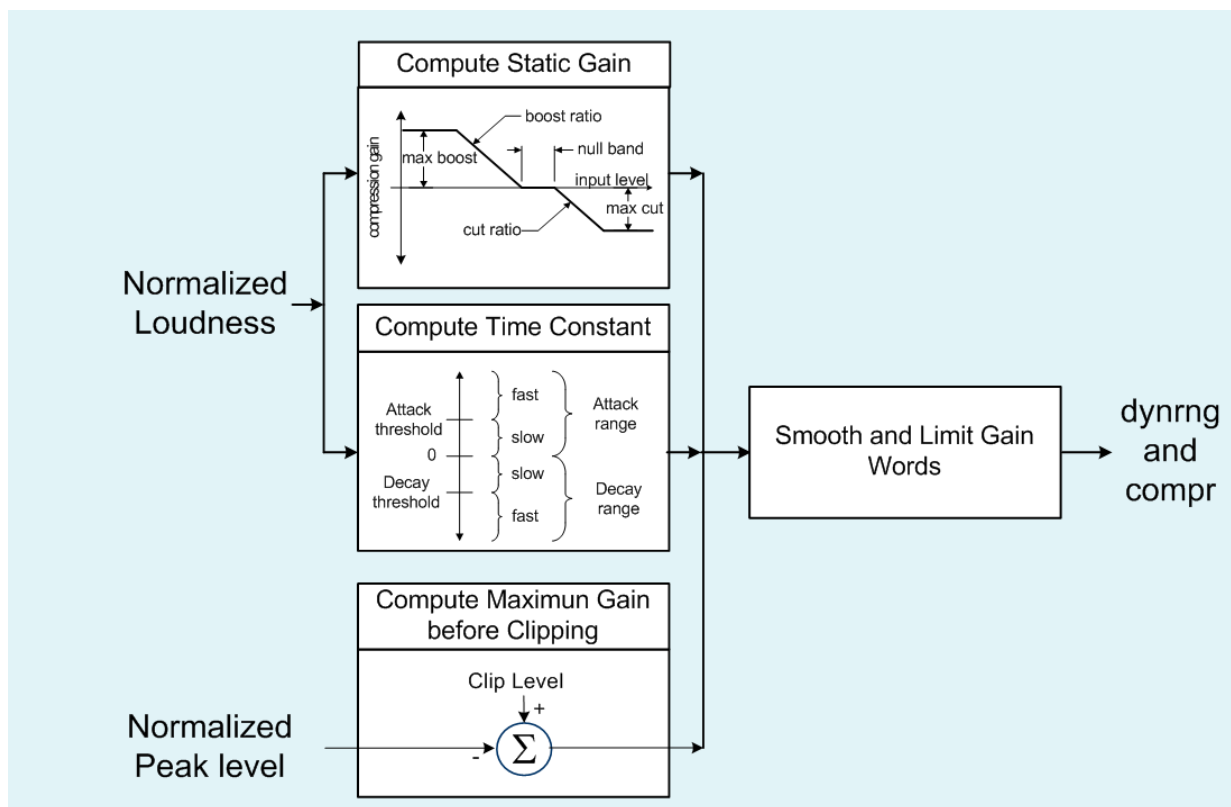 Compute Static Gain
compression gain
boost ratio
max boost
null band
input level
max cut
cut ratio
Normalized
Loudness
Compute Time Constant
Attack
threshold
0
Decay
threshold
fast
slow
slow
fast
Attack
range
Decay
range
Smooth and Limit Gain
Words
dynrng
and
compr
Compute Maximun Gain
before Clipping
Clip Level
+
-
Σ
Normalized
Peak level